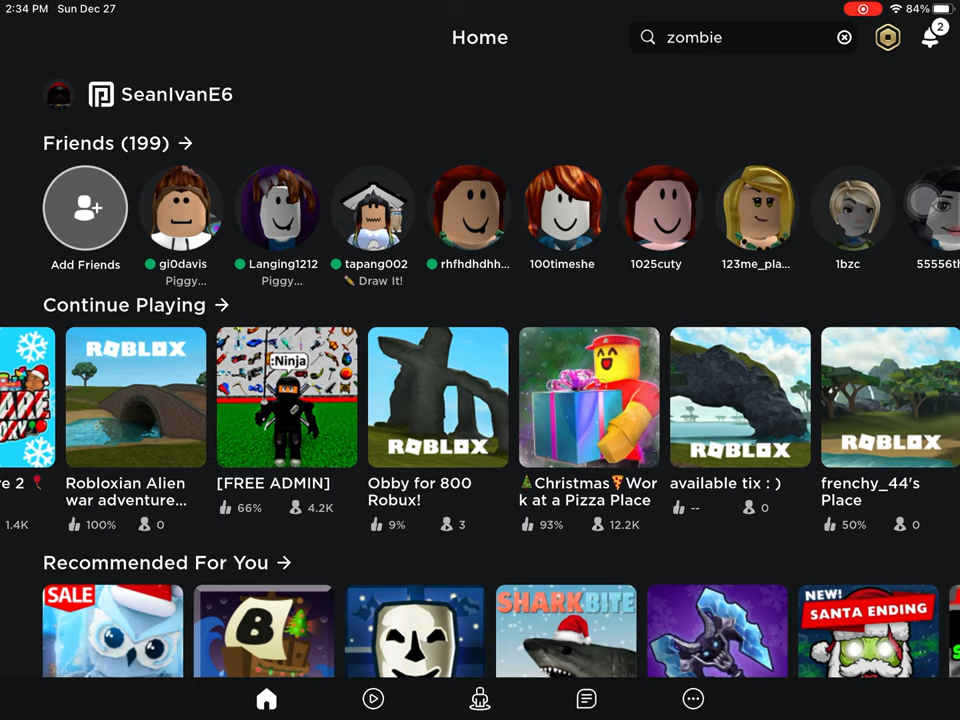 2:34 PM Sun Dec 27
84%
Home
zombie
2
SeanIvanE6
Friends (199) →
Add Friends
gi0davis
Piggy...
Langing1212
Piggy...
tapang002
✏️ Draw It!
rhfhdhdhh...
100timeshe
1025cuty
123me_pla...
1bzc
55556th
Continue Playing →
ROBLOX
:Ninja
ROBLOX
ROBLOX
ROBLOX
e 2 🌹
1.4K
Robloxian Alien
war adventure...
100% 0
[FREE ADMIN]
66% 4.2K
Obby for 800
Robux!
9% 3
🎄Christmas🍕Wor
k at a Pizza Place
93% 12.2K
available tix : )
-- 0
frenchy_44's
Place
50% 0
Recommended For You →
SALE
B
SHARKBITE
NEW!
SANTA ENDING